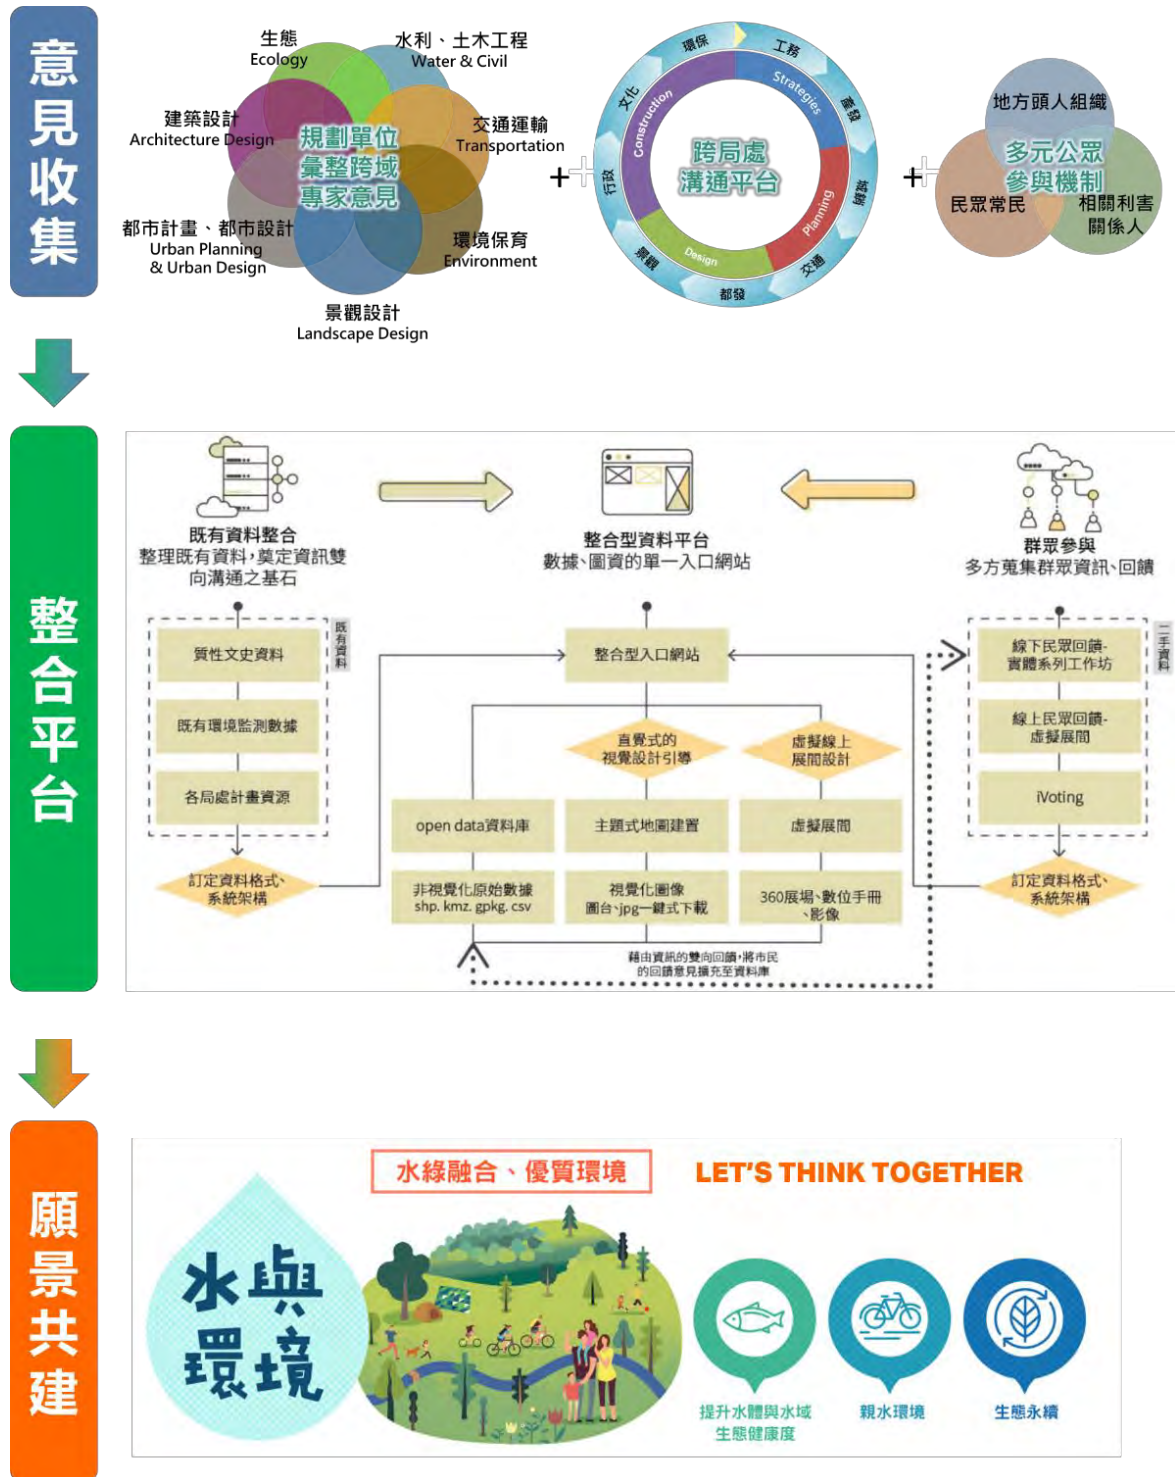 意見收集
生態
Ecology
水利、土木工程
Water & Civil
建築設計
Architecture Design
交通運輸
Transportation
規劃單位
彙整跨域
專家意見
都市計畫、都市設計
Urban Planning
& Urban Design
環境保育
Environment
景觀設計
Landscape Design
+
環保
工務
產發
交通
都發
景觀
行政
文化
Strategies
Planning
Design
Construction
跨局處
溝通平台
+
地方頭人組織
多元公眾
參與機制
民眾常民
相關利害
關係人
整合平台
既有資料整合
整理既有資料,奠定資訊雙
向溝通之基石
整合型資料平台
數據、圖資的單一入口網站
群眾參與
多方蒐集群眾資訊、回饋
既有資料
質性文史資料
既有環境監測數據
各局處計畫資源
訂定資料格式、
系統架構
整合型入口網站
直覺式的
視覺設計引導
虛擬線上
展間設計
open data資料庫
主題式地圖建置
虛擬展間
非視覺化原始數據
shp. kmz. gpkg. csv
視覺化圖像
圖台、jpg一鍵式下載
360展場、數位手冊
、影像
藉由資訊的雙向回饋,將市民
的回饋意見擴充至資料庫
二手資料
線下民眾回饋-
實體系列工作坊
線上民眾回饋-
虛擬展間
iVoting
訂定資料格式、
系統架構
願景共建
水綠融合、優質環境
LET'S THINK TOGETHER
水與
環境
提升水體與水域
生態健康度
親水環境
生態永續